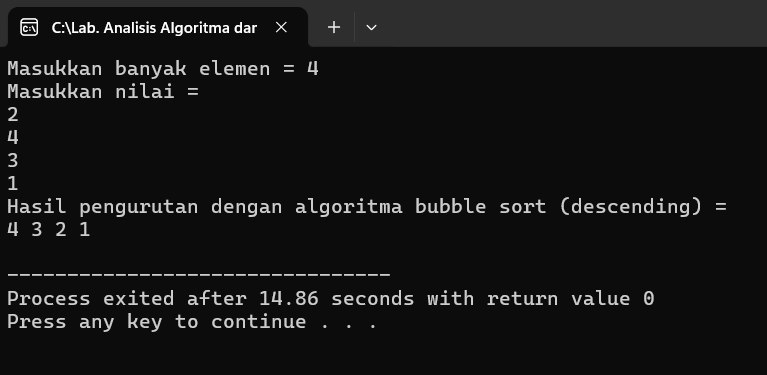 C:\Lab. Analisis Algoritma dar
Masukkan banyak elemen = 4
Masukkan nilai =
2
4
3
1
Hasil pengurutan dengan algoritma bubble sort (descending) =
4 3 2 1
--------------------------------
Process exited after 14.86 seconds with return value 0
Press any key to continue . . .